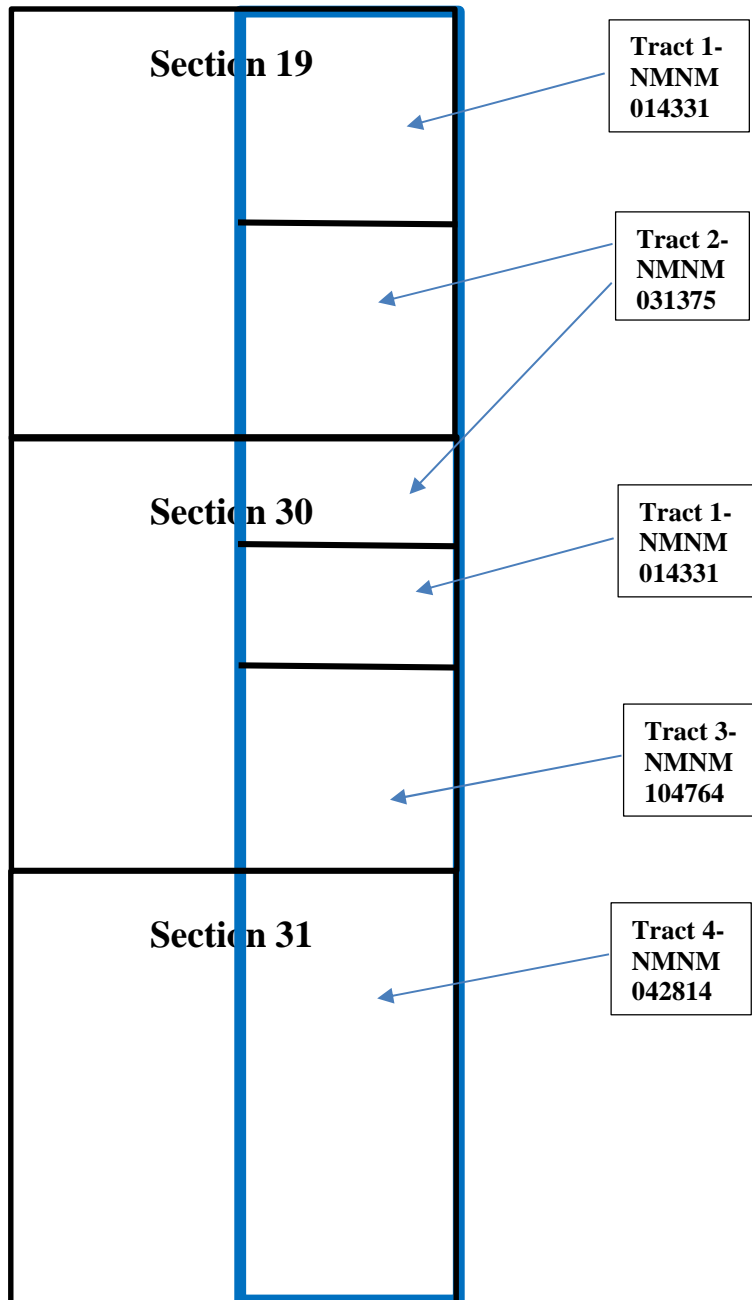 Section 19
Tract 1-
NMNM
014331
Tract 2-
NMNM
031375
Section 30
Tract 1-
NMNM
014331
Tract 3-
NMNM
104764
Section 31
Tract 4-
NMNM
042814